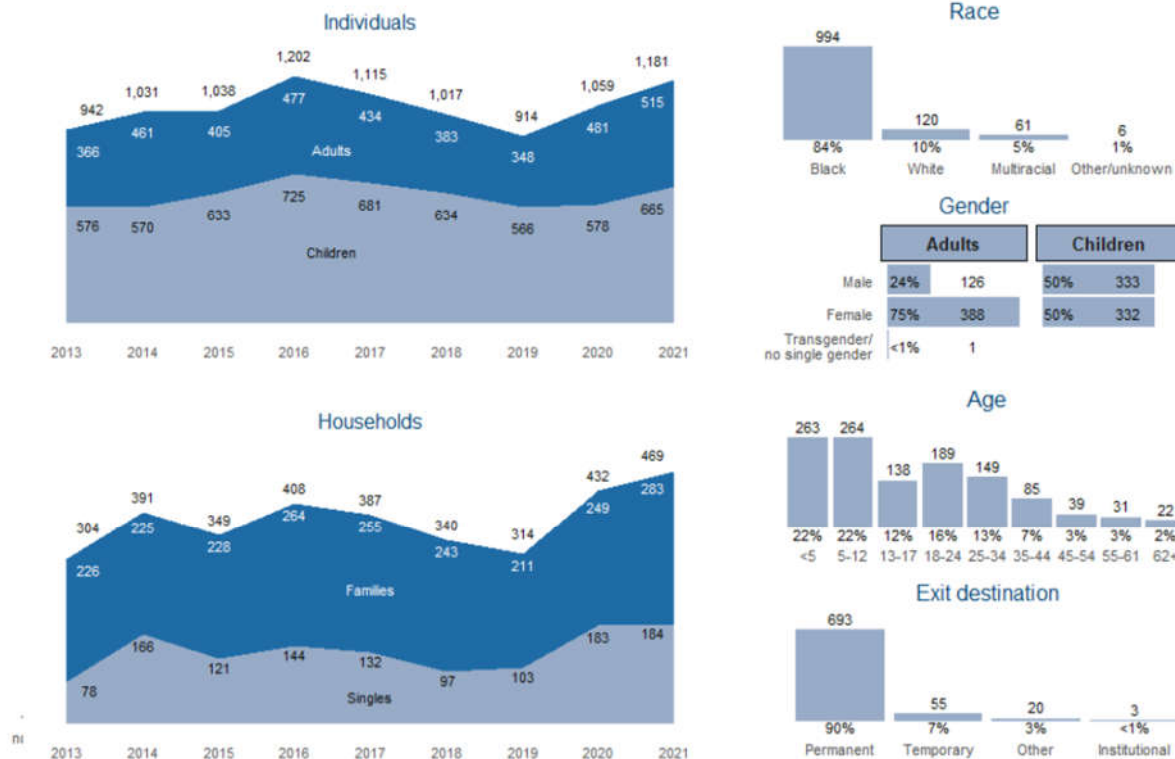 Individuals
942
1,031
1,038
1,202
1,115
1,017
914
1,059
1,181
366
461
405
477
434
383
348
481
515
Adults
576
570
633
725
681
634
566
578
665
Children
2013 2014 2015 2016 2017 2018 2019 2020 2021
Households
304
391
349
408
387
340
314
432
469
226
225
228
264
255
243
211
249
283
Families
78
166
121
144
132
97
103
183
184
Singles
2013 2014 2015 2016 2017 2018 2019 2020 2021
Race
994 120 61 6
84% 10% 5% 1%
Black White Multiracial Other/unknown
Gender
Adults Children
Male 24% 126 50% 333
Female 75% 388 50% 332
Transgender/
no single gender <1% 1
Age
263 264 138 189 149 85 39 31 22
22% 22% 12% 16% 13% 7% 3% 3% 2%
<5 5-12 13-17 18-24 25-34 35-44 45-54 55-61 62+
Exit destination
693 55 20 3
90% 7% 3% <1%
Permanent Temporary Other Institutional